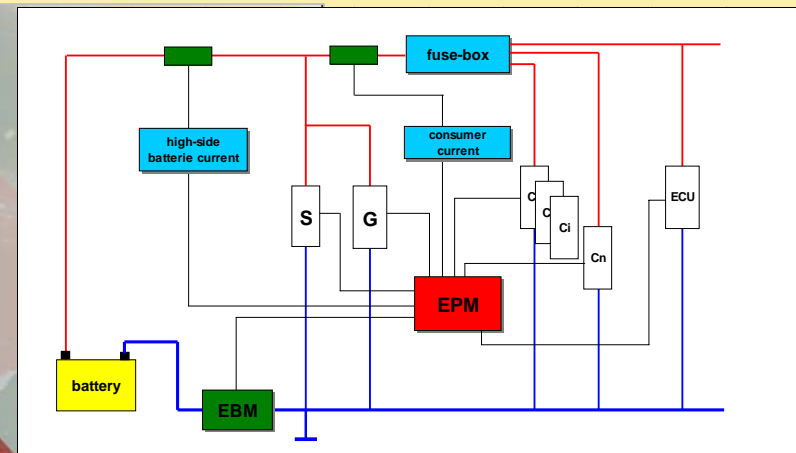 fuse-box
high-side
batterie current
consumer
current
S
G
C
C
Ci
Cn
ECU
EPM
battery
EBM